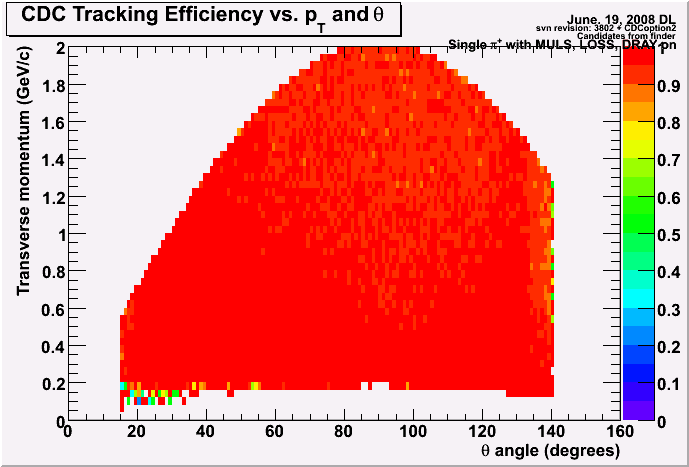 CDC Tracking Efficiency vs. p_T and θ
June. 19, 2008 DL
svn revision: 3802 + CDCoption2
Candidates from finder
Single π⁺ with MULS, LOSS, DRAY on
Transverse momentum (GeV/c)
2
1.8
1.6
1.4
1.2
1
0.8
0.6
0.4
0.2
0
0 20 40 60 80 100 120 140 160
θ angle (degrees)
1
0.9
0.8
0.7
0.6
0.5
0.4
0.3
0.2
0.1
0